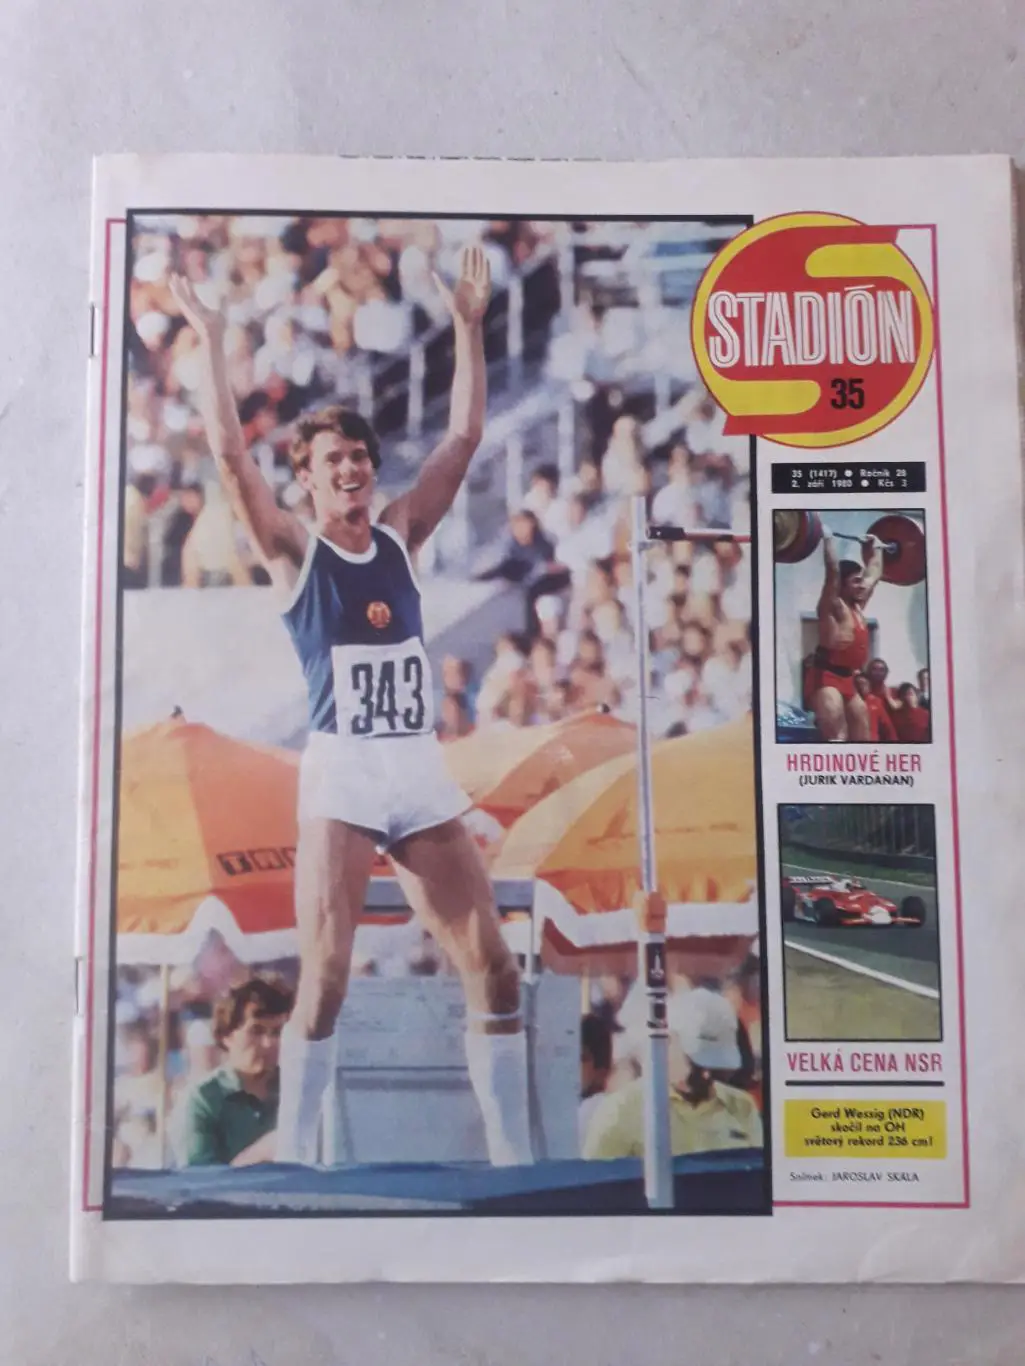 STADIÓN
35
35 (1417) ● Ročník 28
2. září 1980 ● Kčs 3
343
HRDINOVÉ HER
(JURIK VARDAŇAN)
VELKÁ CENA NSR
Gerd Wessig (NDR)
skočil na OH
světový rekord 236 cm!
Snímek: JAROSLAV SKÁLA